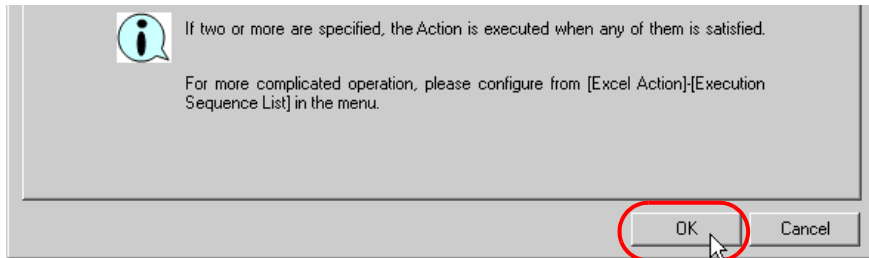 If two or more are specified, the Action is executed when any of them is satisfied.
For more complicated operation, please configure from [Excel Action]-[Execution
Sequence List] in the menu.
OK
Cancel